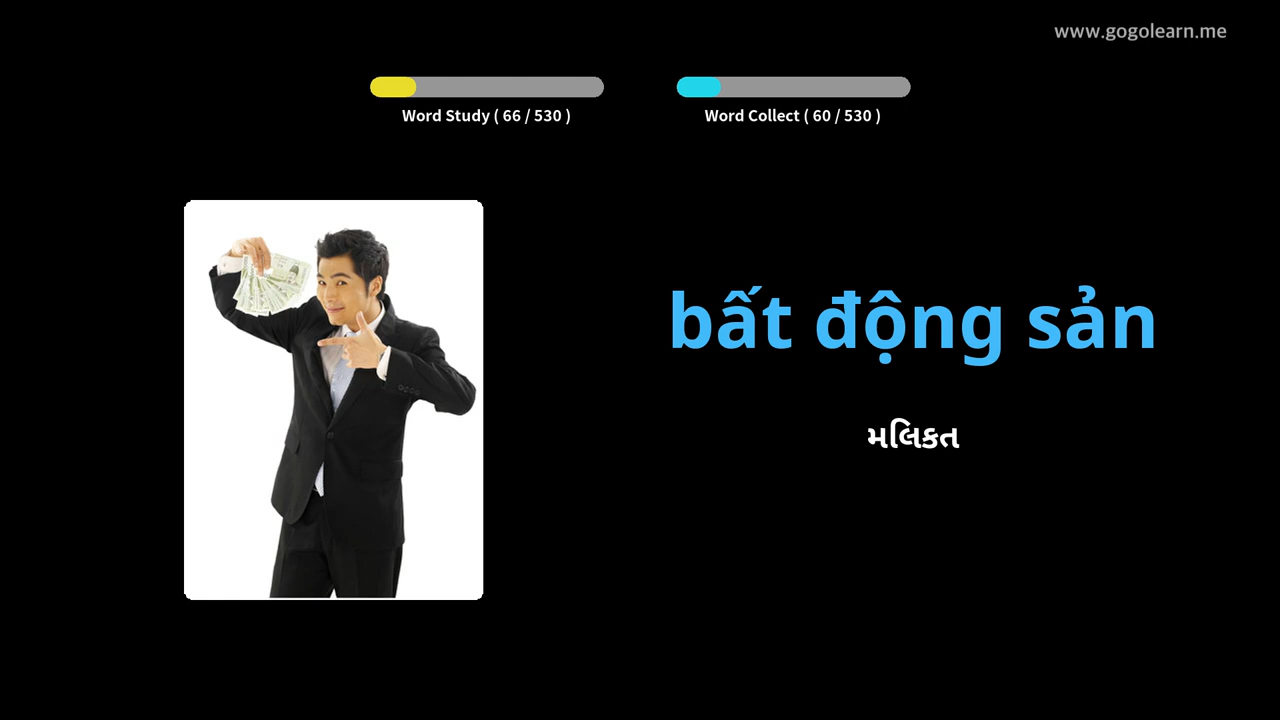 www.gogolearn.me
Word Study ( 66 / 530 )
Word Collect ( 60 / 530 )
bất động sản
મલિકત